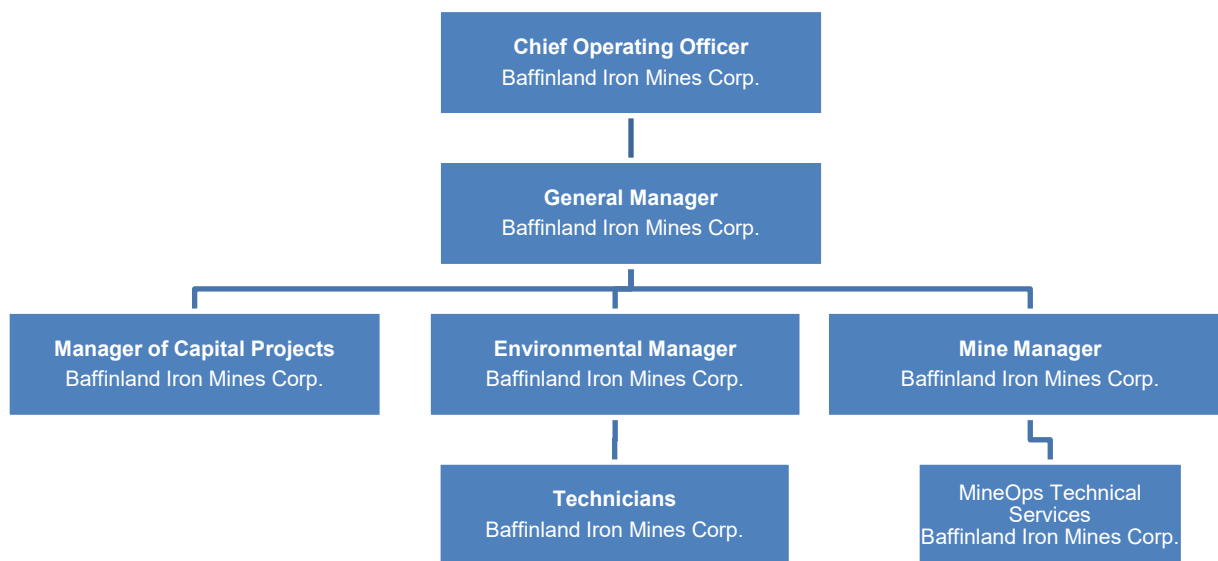 Chief Operating Officer
Baffinland Iron Mines Corp.
General Manager
Baffinland Iron Mines Corp.
Manager of Capital Projects
Baffinland Iron Mines Corp.
Environmental Manager
Baffinland Iron Mines Corp.
Mine Manager
Baffinland Iron Mines Corp.
Technicians
Baffinland Iron Mines Corp.
MineOps Technical
Services
Baffinland Iron Mines Corp.